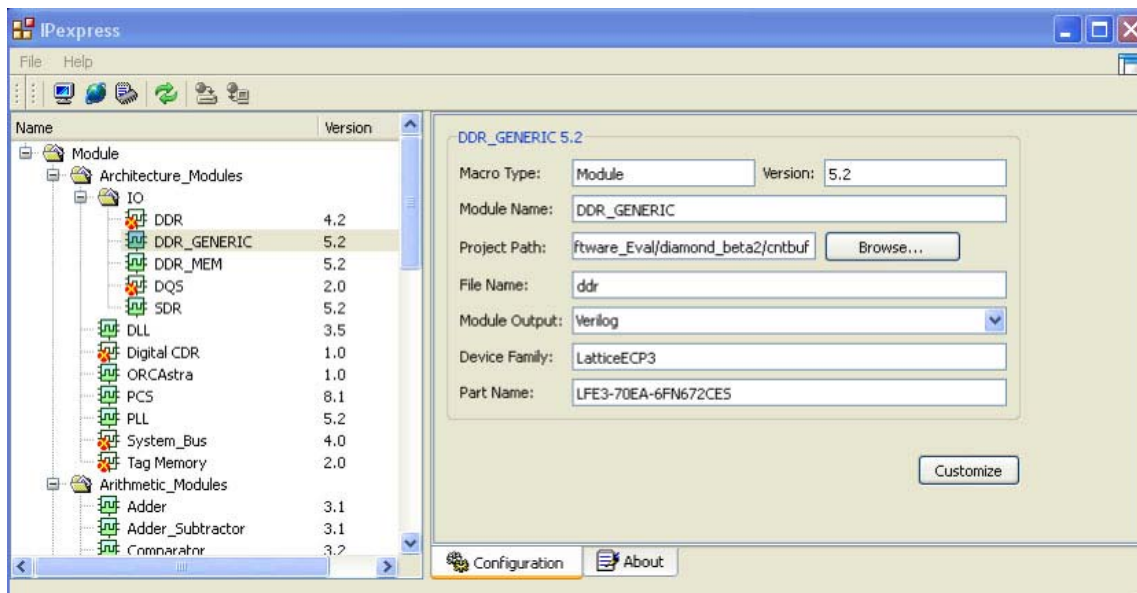 IPexpress
File Help
Name Version
Module
Architecture_Modules
IO
DDR 4.2
DDR_GENERIC 5.2
DDR_MEM 5.2
DQS 2.0
SDR 5.2
DLL 3.5
Digital CDR 1.0
ORCAstra 1.0
PCS 8.1
PLL 5.2
System_Bus 4.0
Tag Memory 2.0
Arithmetic_Modules
Adder 3.1
Adder_Subtractor 3.1
Comparator 3.2
DDR_GENERIC 5.2
Macro Type: Module Version: 5.2
Module Name: DDR_GENERIC
Project Path: ftware_Eval/diamond_beta2/cntbuf Browse...
File Name: ddr
Module Output: Verilog
Device Family: LatticeECP3
Part Name: LFE3-70EA-6FN672CES
Customize
Configuration About